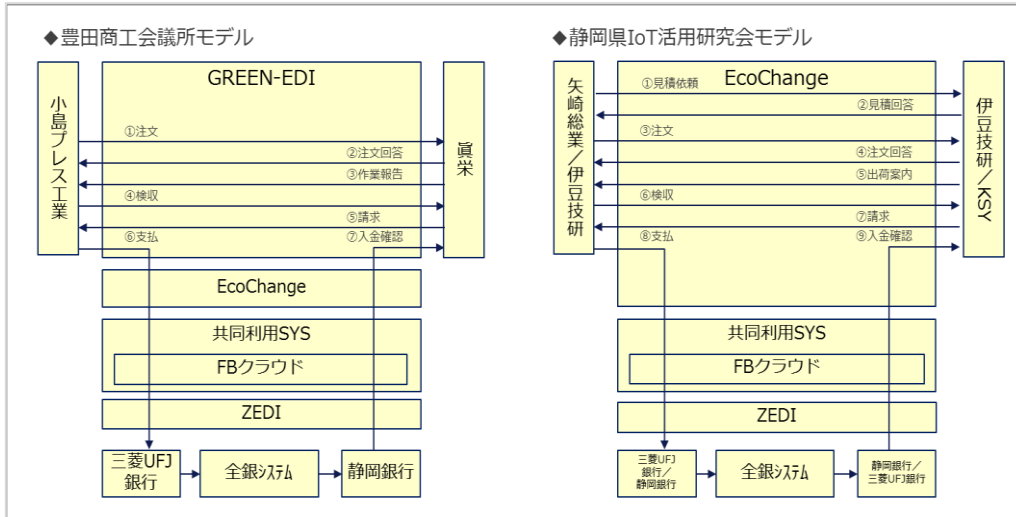 ◆豊田商工会議所モデル
小島プレス工業
GREEN-EDI
①注文
②注文回答
③作業報告
④検収
⑤請求
⑥支払
⑦入金確認
眞栄
EcoChange
共同利用SYS
FBクラウド
ZEDI
三菱UFJ
銀行
全銀システム
静岡銀行
◆静岡県IoT活用研究会モデル
矢崎総業／伊豆技研
EcoChange
①見積依頼
②見積回答
③注文
④注文回答
⑤出荷案内
⑥検収
⑦請求
⑧支払
⑨入金確認
伊豆技研／KSY
共同利用SYS
FBクラウド
ZEDI
三菱UFJ
銀行／
静岡銀行
全銀システム
静岡銀行／
三菱UFJ銀行